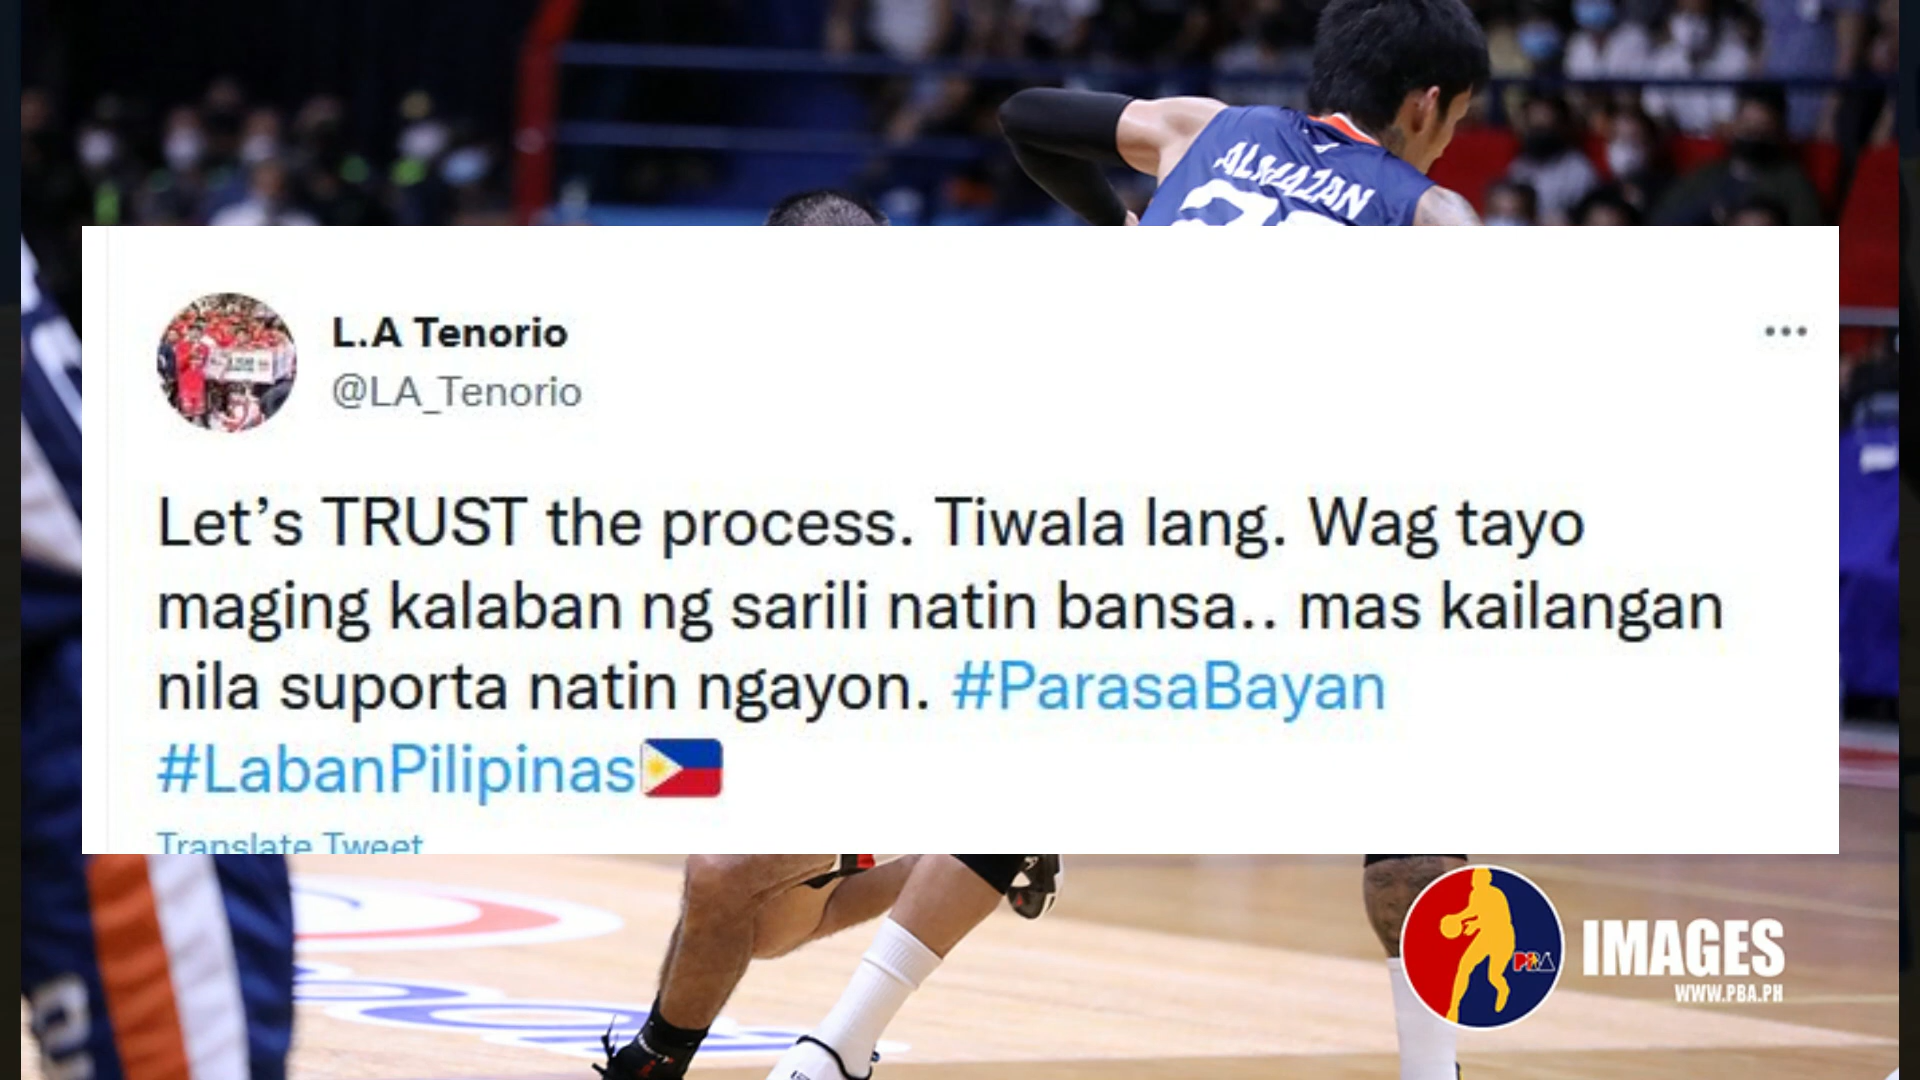 ALMAZAN
L.A Tenorio
@LA_Tenorio
Let’s TRUST the process. Tiwala lang. Wag tayo
maging kalaban ng sarili natin bansa.. mas kailangan
nila suporta natin ngayon. #ParasaBayan
#LabanPilipinas🇵🇭
Translate Tweet
PBA
IMAGES
WWW.PBA.PH